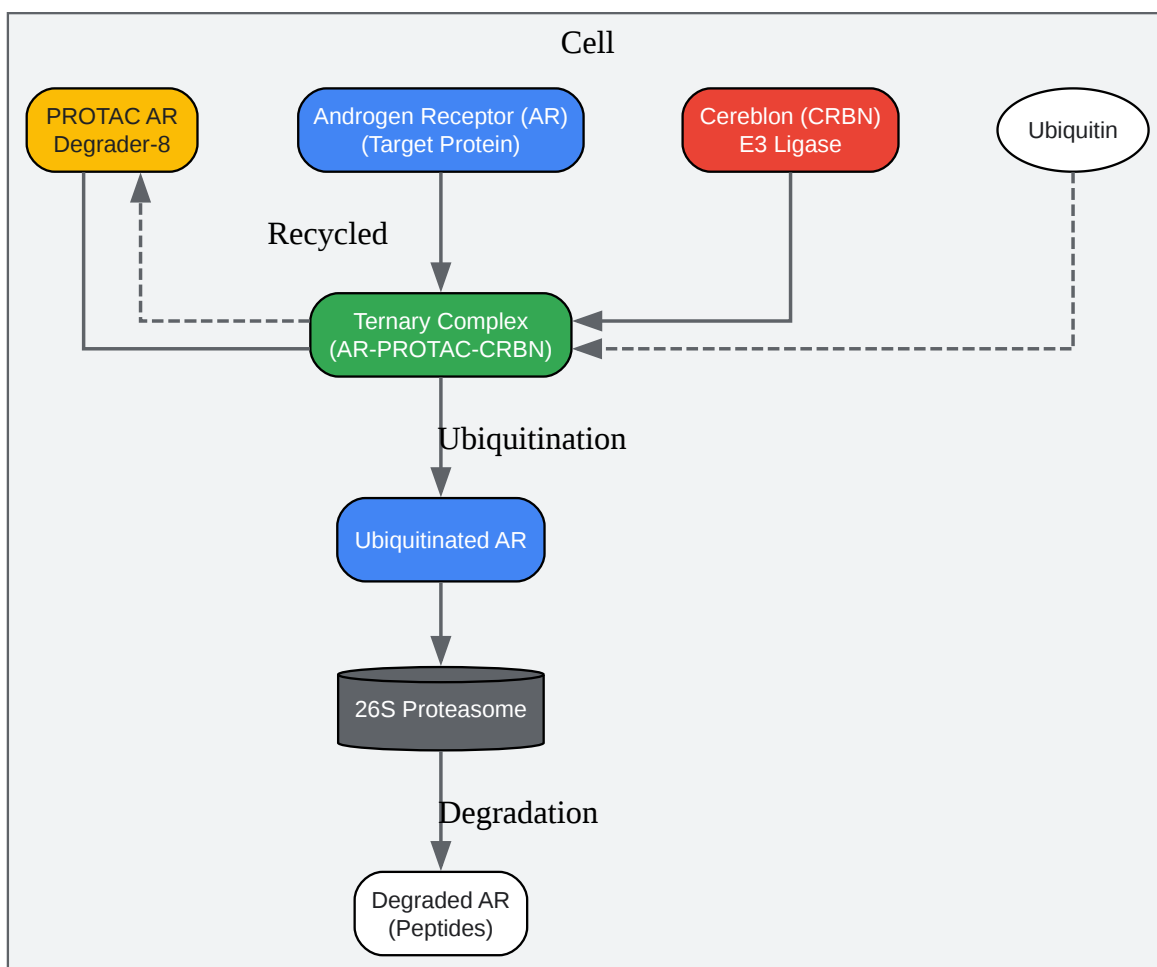 Cell
PROTAC AR
Degrader-8
Androgen Receptor (AR)
(Target Protein)
Cereblon (CRBN)
E3 Ligase
Ubiquitin
Recycled
Ternary Complex
(AR-PROTAC-CRBN)
Ubiquitination
Ubiquitinated AR
26S Proteasome
Degradation
Degraded AR
(Peptides)